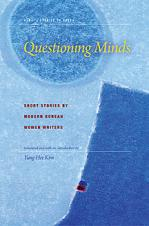 Questioning Minds
SHORT STORIES BY
MODERN KOREAN
WOMEN WRITERS
Translated and with an introduction by
Yung-Hee Kim